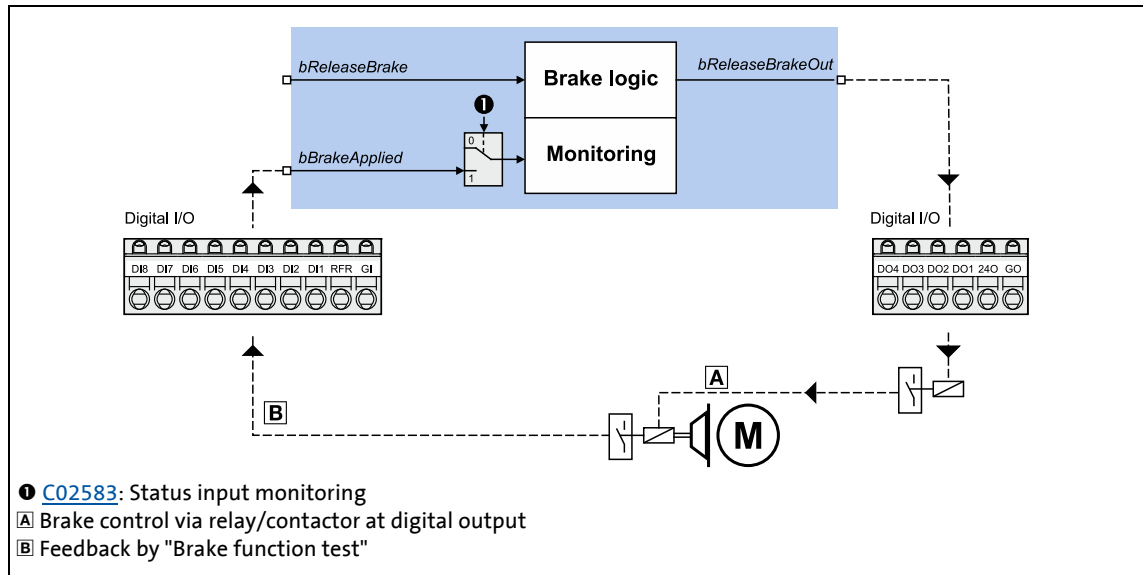 bReleaseBrake
Brake logic
bReleaseBrakeOut
❶
0
1
bBrakeApplied
Monitoring
Digital I/O
DI8 DI7 DI6 DI5 DI4 DI3 DI2 DI1 RFR GI
Digital I/O
DO4 DO3 DO2 DO1 24O GO
A
B
M
❶ C02583: Status input monitoring
A Brake control via relay/contactor at digital output
B Feedback by "Brake function test"